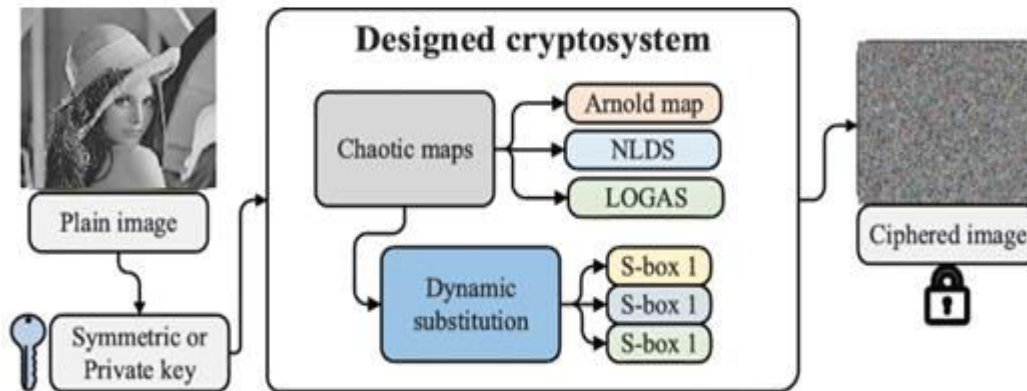 Designed cryptosystem
Plain image
Symmetric or
Private key
Chaotic maps
Arnold map
NLDS
LOGAS
Dynamic
substitution
S-box 1
S-box 1
S-box 1
Ciphered image